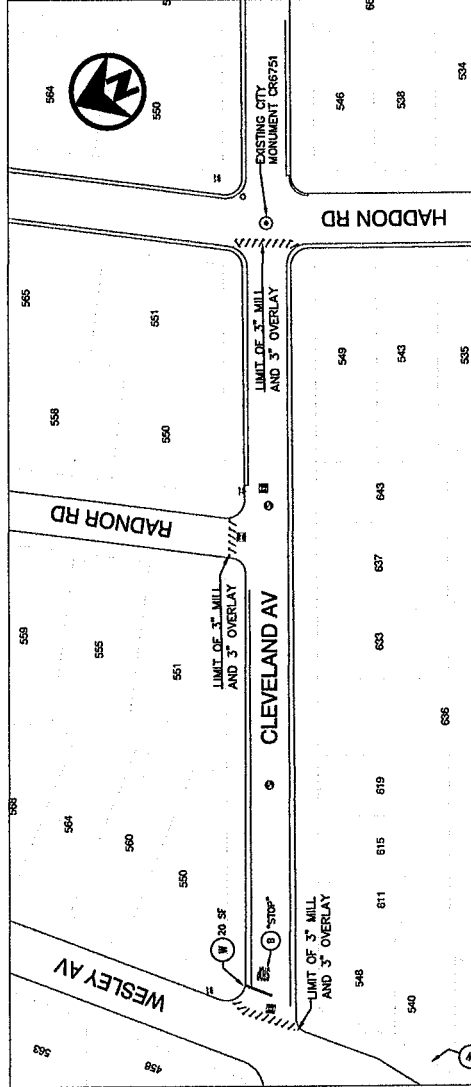 564
550
N
565
551
558
550
559
555
551
568
564
560
550
563
458
WESLEY AV
RADNOR RD
HADDON RD
CLEVELAND AV
EXISTING CITY
MONUMENT CR6751
LIMIT OF 3" MILL
AND 3" OVERLAY
LIMIT OF 3" MILL
AND 3" OVERLAY
LIMIT OF 3" MILL
AND 3" OVERLAY
W 20 SF
B "STOP"
S
S
546
538
534
549
543
535
643
637
633
636
619
615
611
548
540